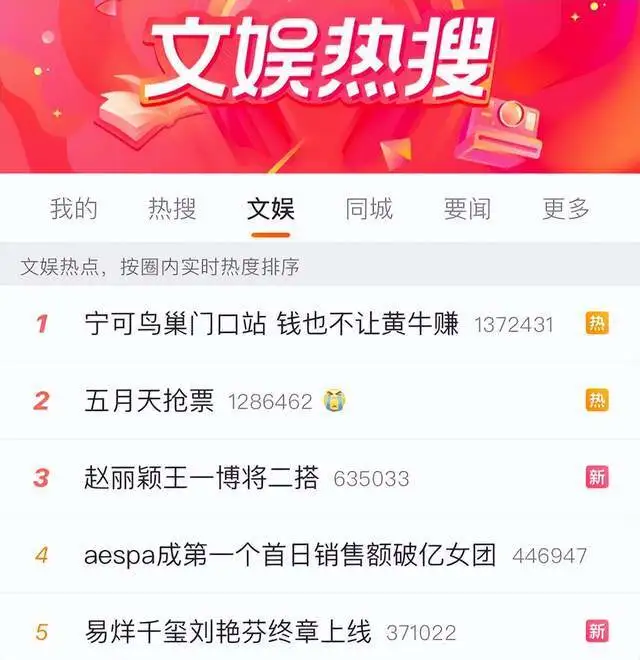 文娱热搜
我的 热搜 文娱 同城 要闻 更多
文娱热点，按圈内实时热度排序
1 宁可鸟巢门口站 钱也不让黄牛赚 1372431 热
2 五月天抢票 1286462 热
3 赵丽颖王一博将二搭 635033 新
4 aespa成第一个首日销售额破亿女团 446947
5 易烊千玺刘艳芬终章上线 371022 新